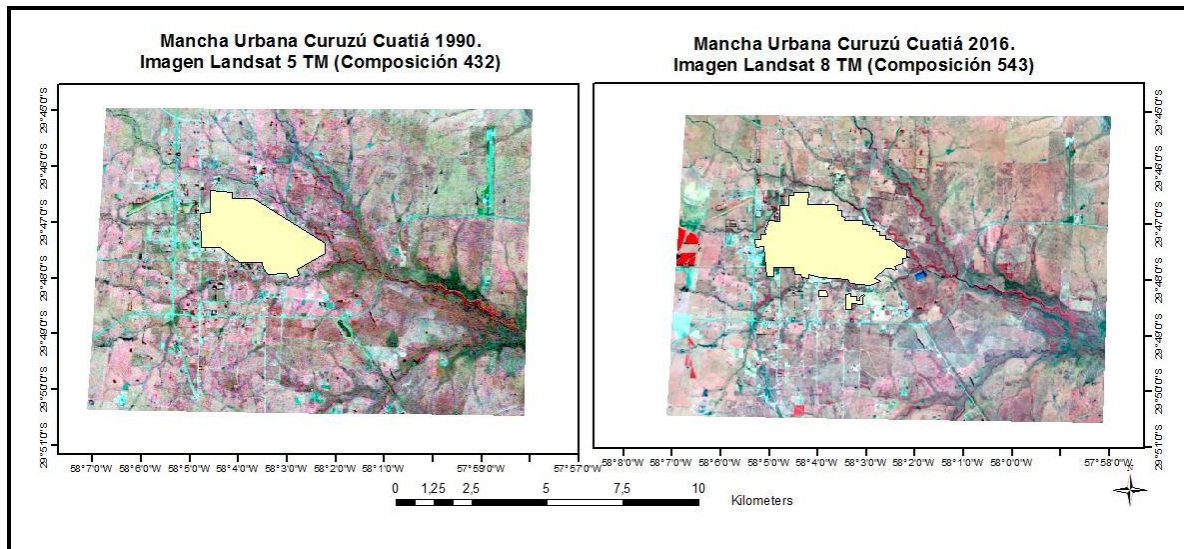 Mancha Urbana Curuzú Cuatiá 1990.
Imagen Landsat 5 TM (Composición 432)
Mancha Urbana Curuzú Cuatiá 2016.
Imagen Landsat 8 TM (Composición 543)
29°45'0"S
29°46'0"S
29°47'0"S
29°48'0"S
29°49'0"S
29°50'0"S
29°51'0"S
58°7'0"W 58°6'0"W 58°5'0"W 58°4'0"W 58°3'0"W 58°2'0"W 58°1'0"W 57°59'0"W 57°57'0"W
29°45'0"S
29°46'0"S
29°47'0"S
29°48'0"S
29°49'0"S
29°50'0"S
29°51'0"S
58°8'0"W 58°7'0"W 58°6'0"W 58°5'0"W 58°4'0"W 58°3'0"W 58°2'0"W 58°1'0"W 58°0'0"W 57°58'0"W
0 1,25 2,5 5 7,5 10
Kilometers
N